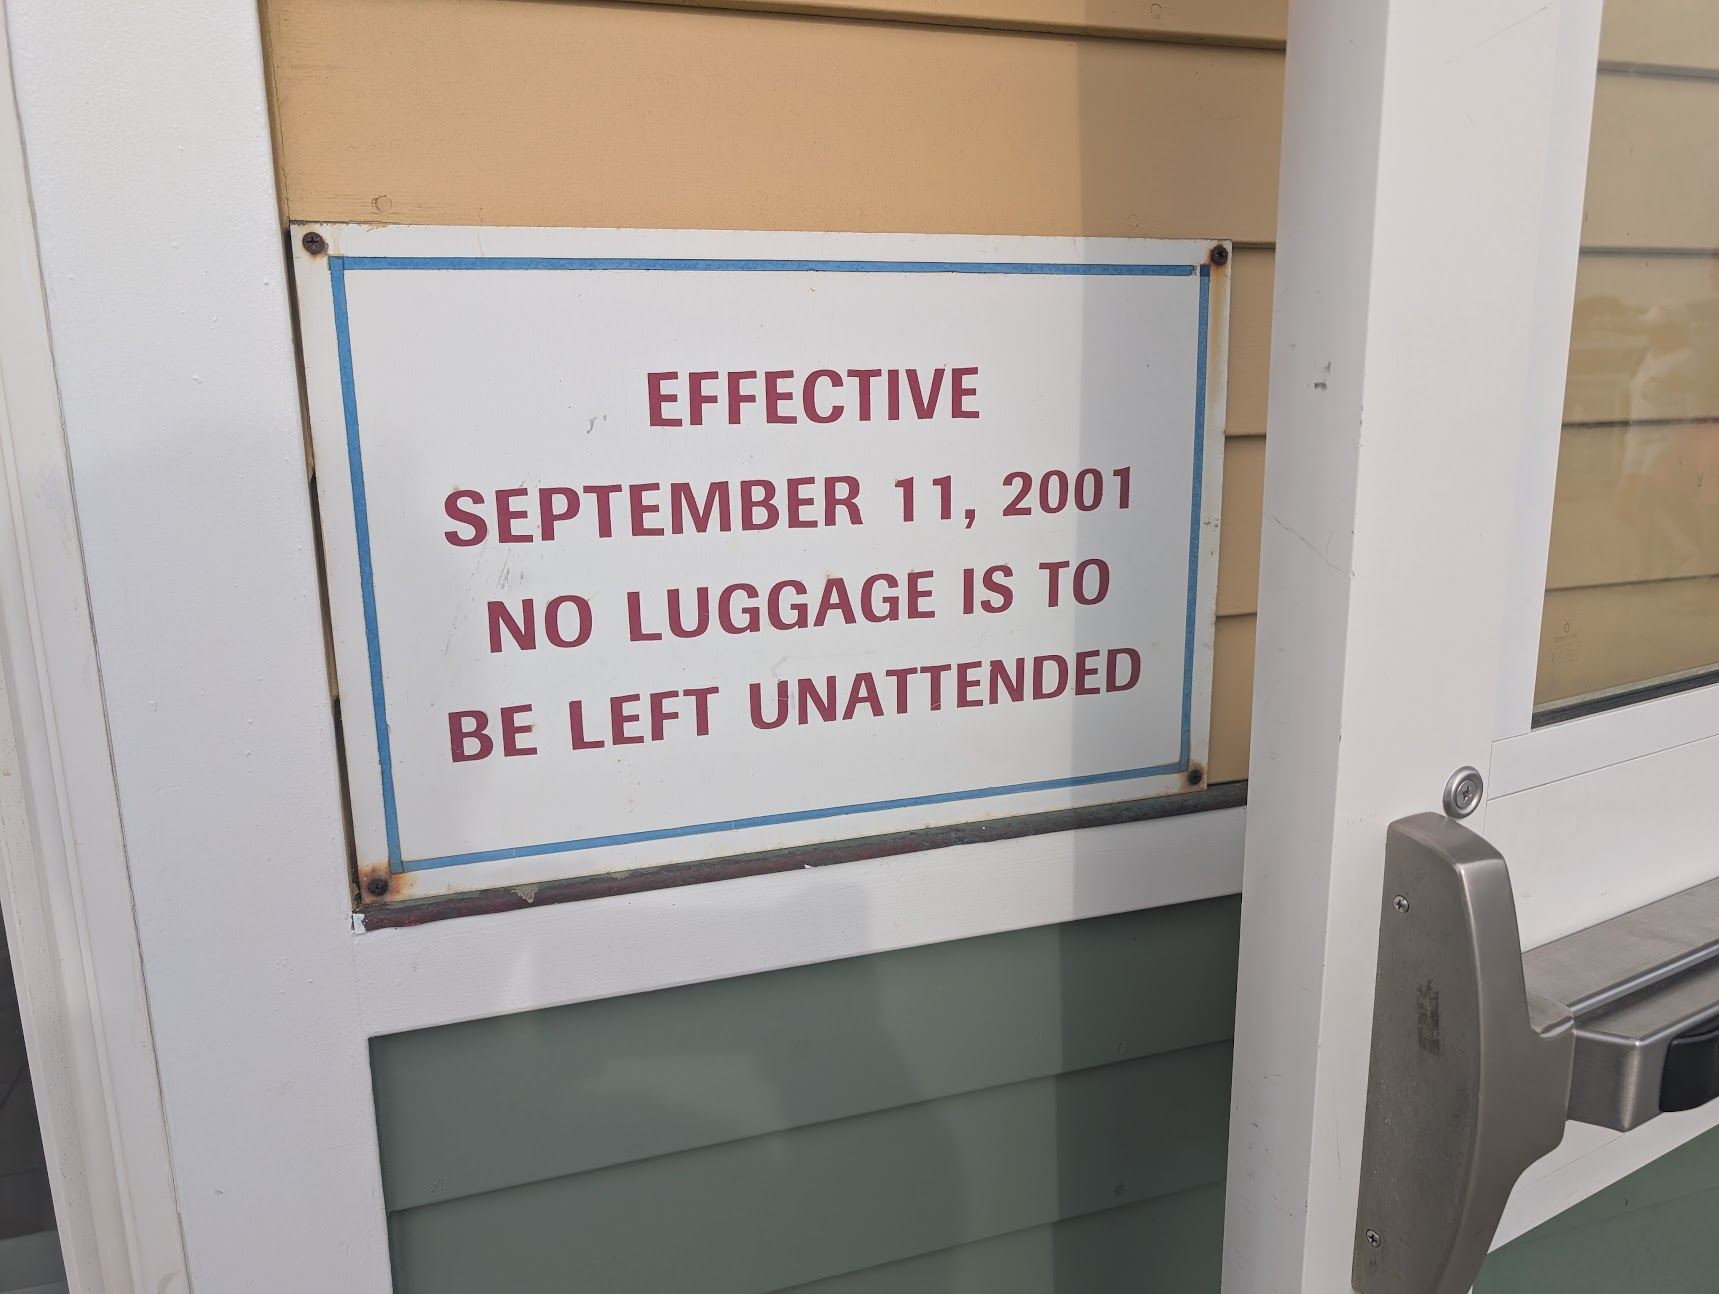 EFFECTIVE
SEPTEMBER 11, 2001
NO LUGGAGE IS TO
BE LEFT UNATTENDED